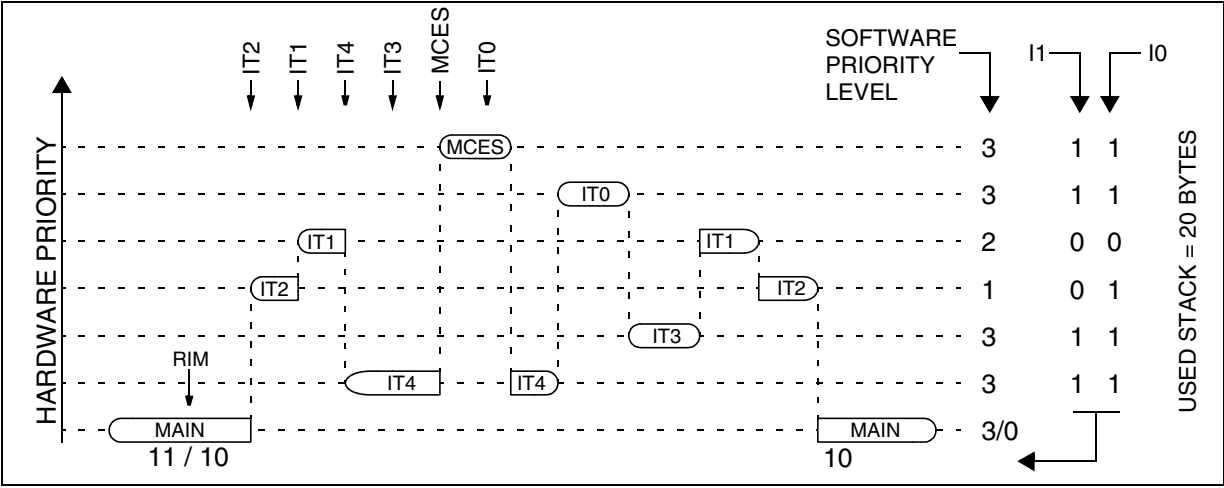 IT2
IT1
IT4
IT3
MCES
IT0
SOFTWARE
PRIORITY
LEVEL
I1
I0
HARDWARE PRIORITY
MCES
3 1 1
IT0
3 1 1
IT1
IT1
2 0 0
IT2
IT2
1 0 1
IT3
3 1 1
RIM
IT4
IT4
3 1 1
MAIN
MAIN
3/0
11 / 10
10
USED STACK = 20 BYTES